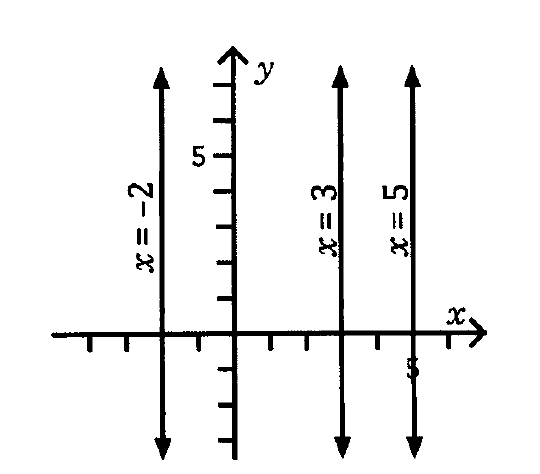 y
5
x = −2
x = 3
x = 5
x
5